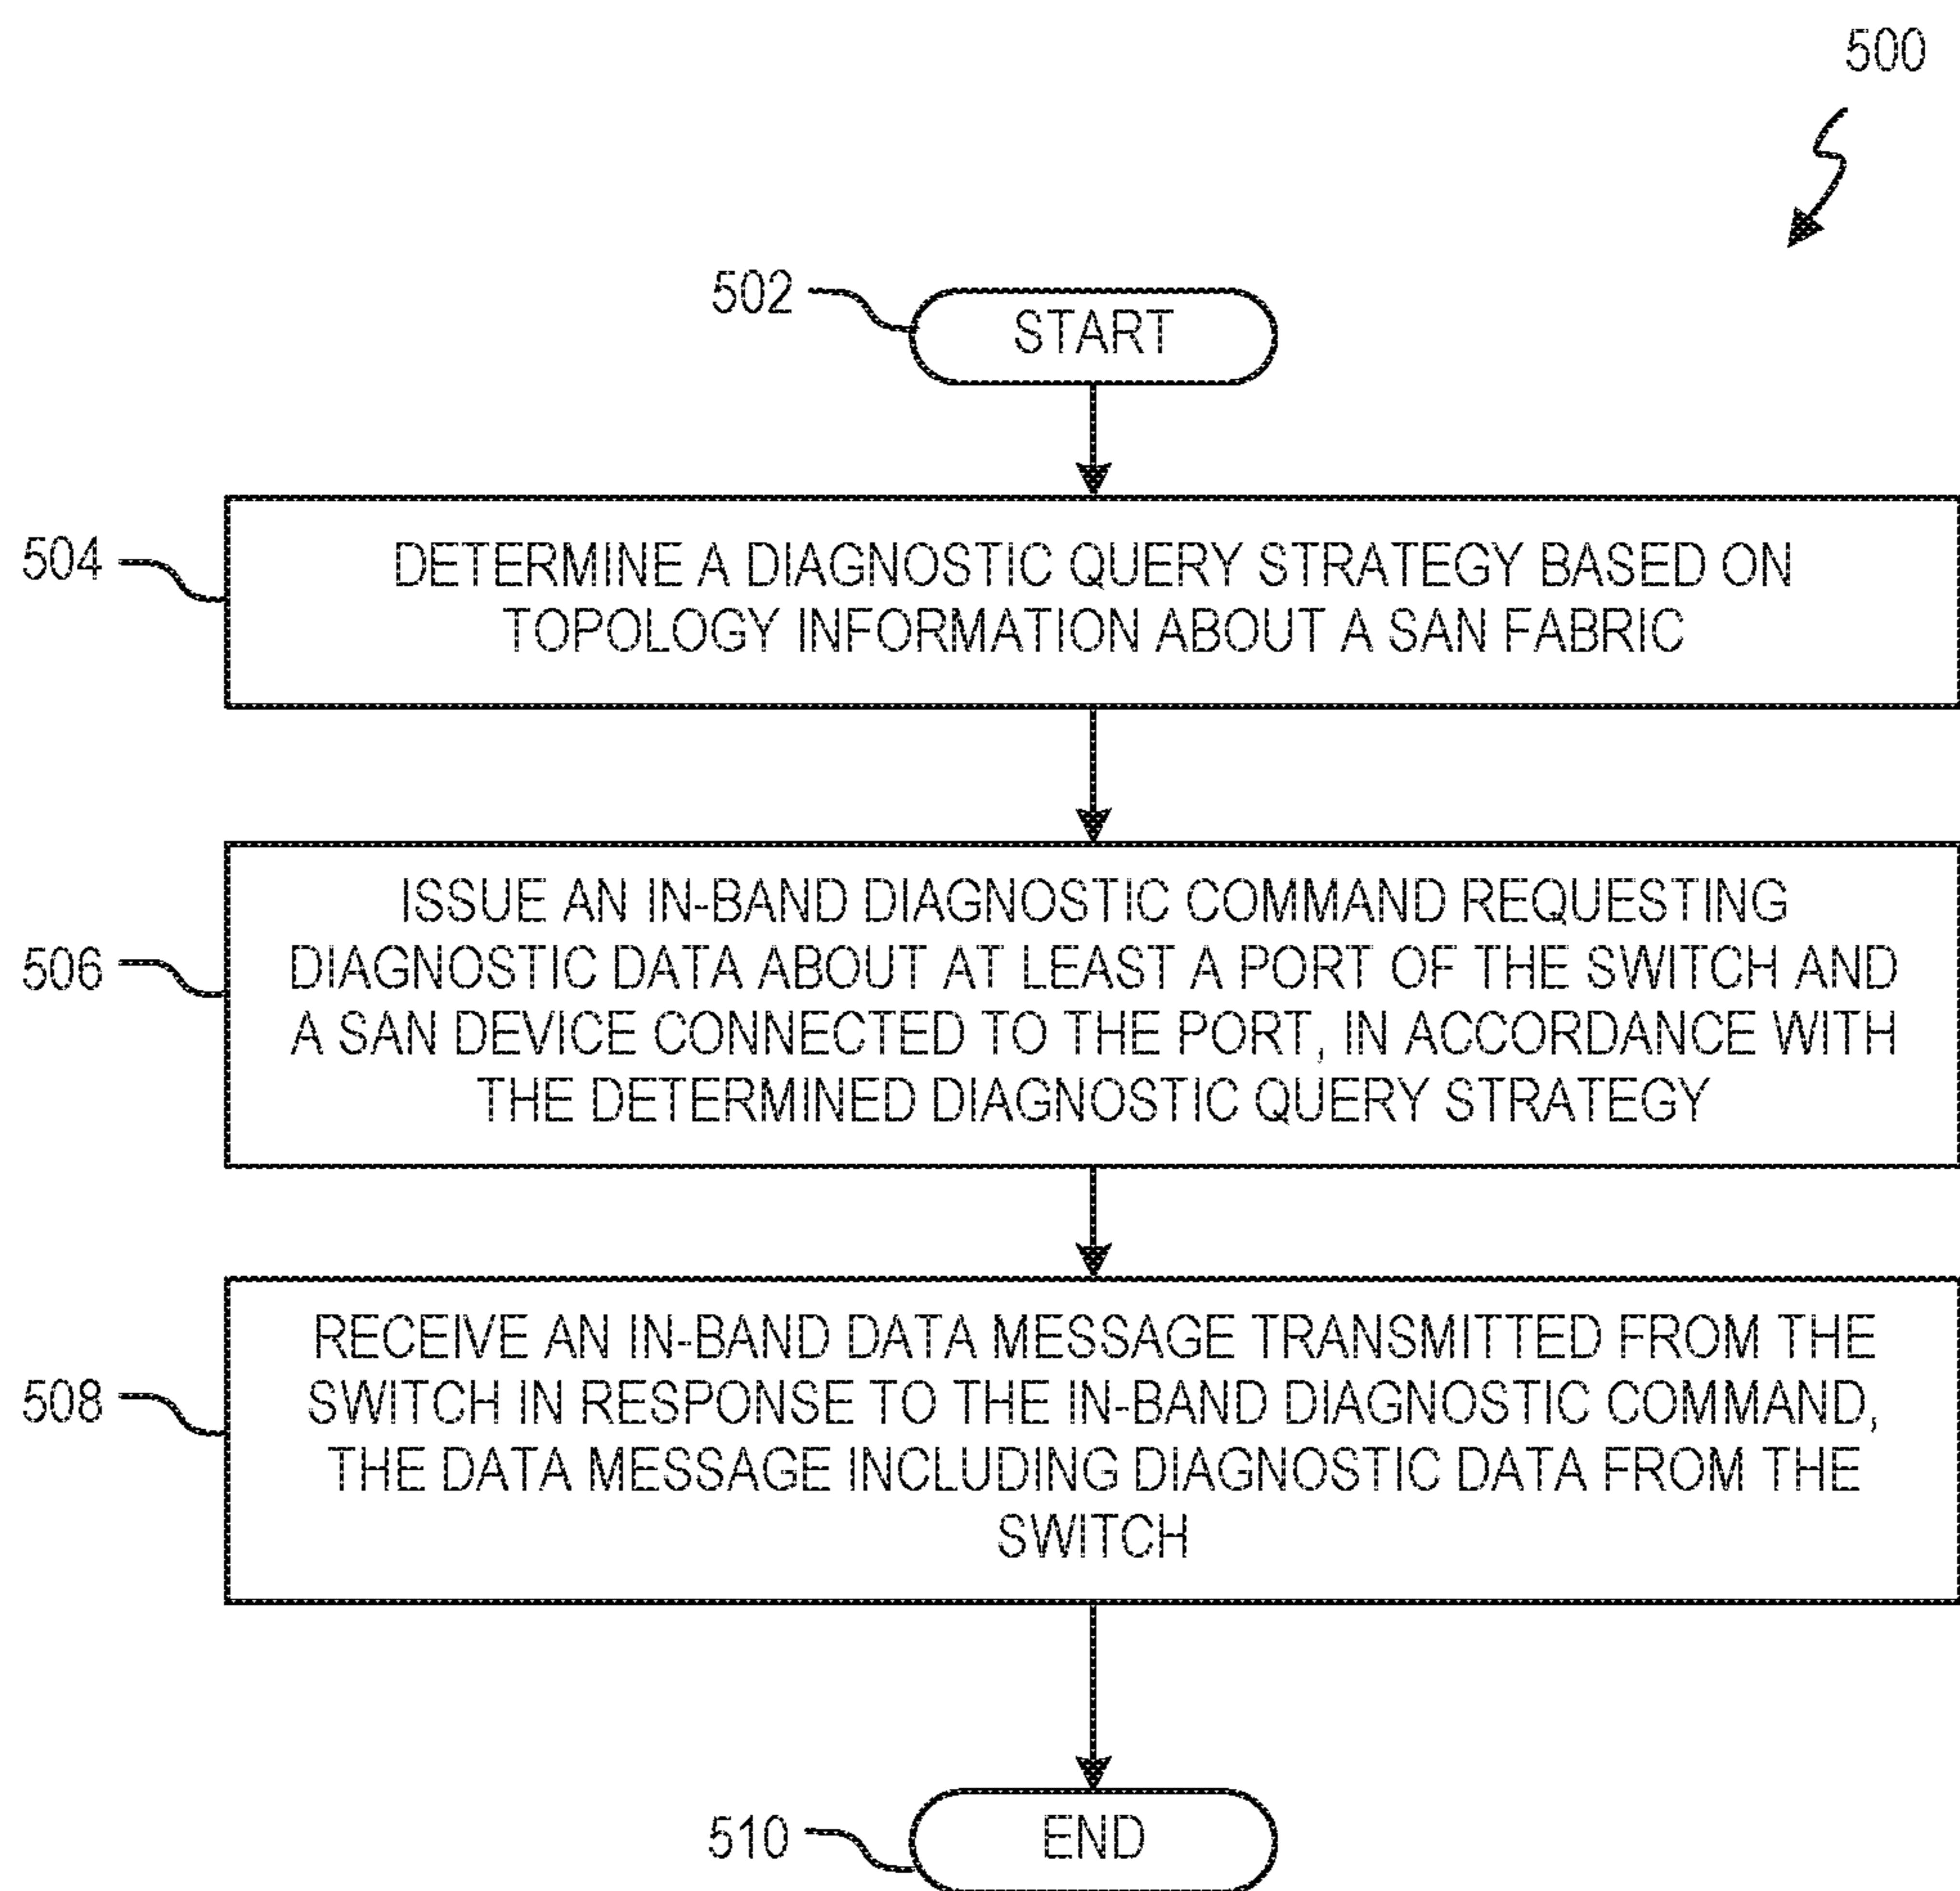 500
502
START
504
DETERMINE A DIAGNOSTIC QUERY STRATEGY BASED ON
TOPOLOGY INFORMATION ABOUT A SAN FABRIC
506
ISSUE AN IN-BAND DIAGNOSTIC COMMAND REQUESTING
DIAGNOSTIC DATA ABOUT AT LEAST A PORT OF THE SWITCH AND
A SAN DEVICE CONNECTED TO THE PORT, IN ACCORDANCE WITH
THE DETERMINED DIAGNOSTIC QUERY STRATEGY
508
RECEIVE AN IN-BAND DATA MESSAGE TRANSMITTED FROM THE
SWITCH IN RESPONSE TO THE IN-BAND DIAGNOSTIC COMMAND,
THE DATA MESSAGE INCLUDING DIAGNOSTIC DATA FROM THE
SWITCH
510
END